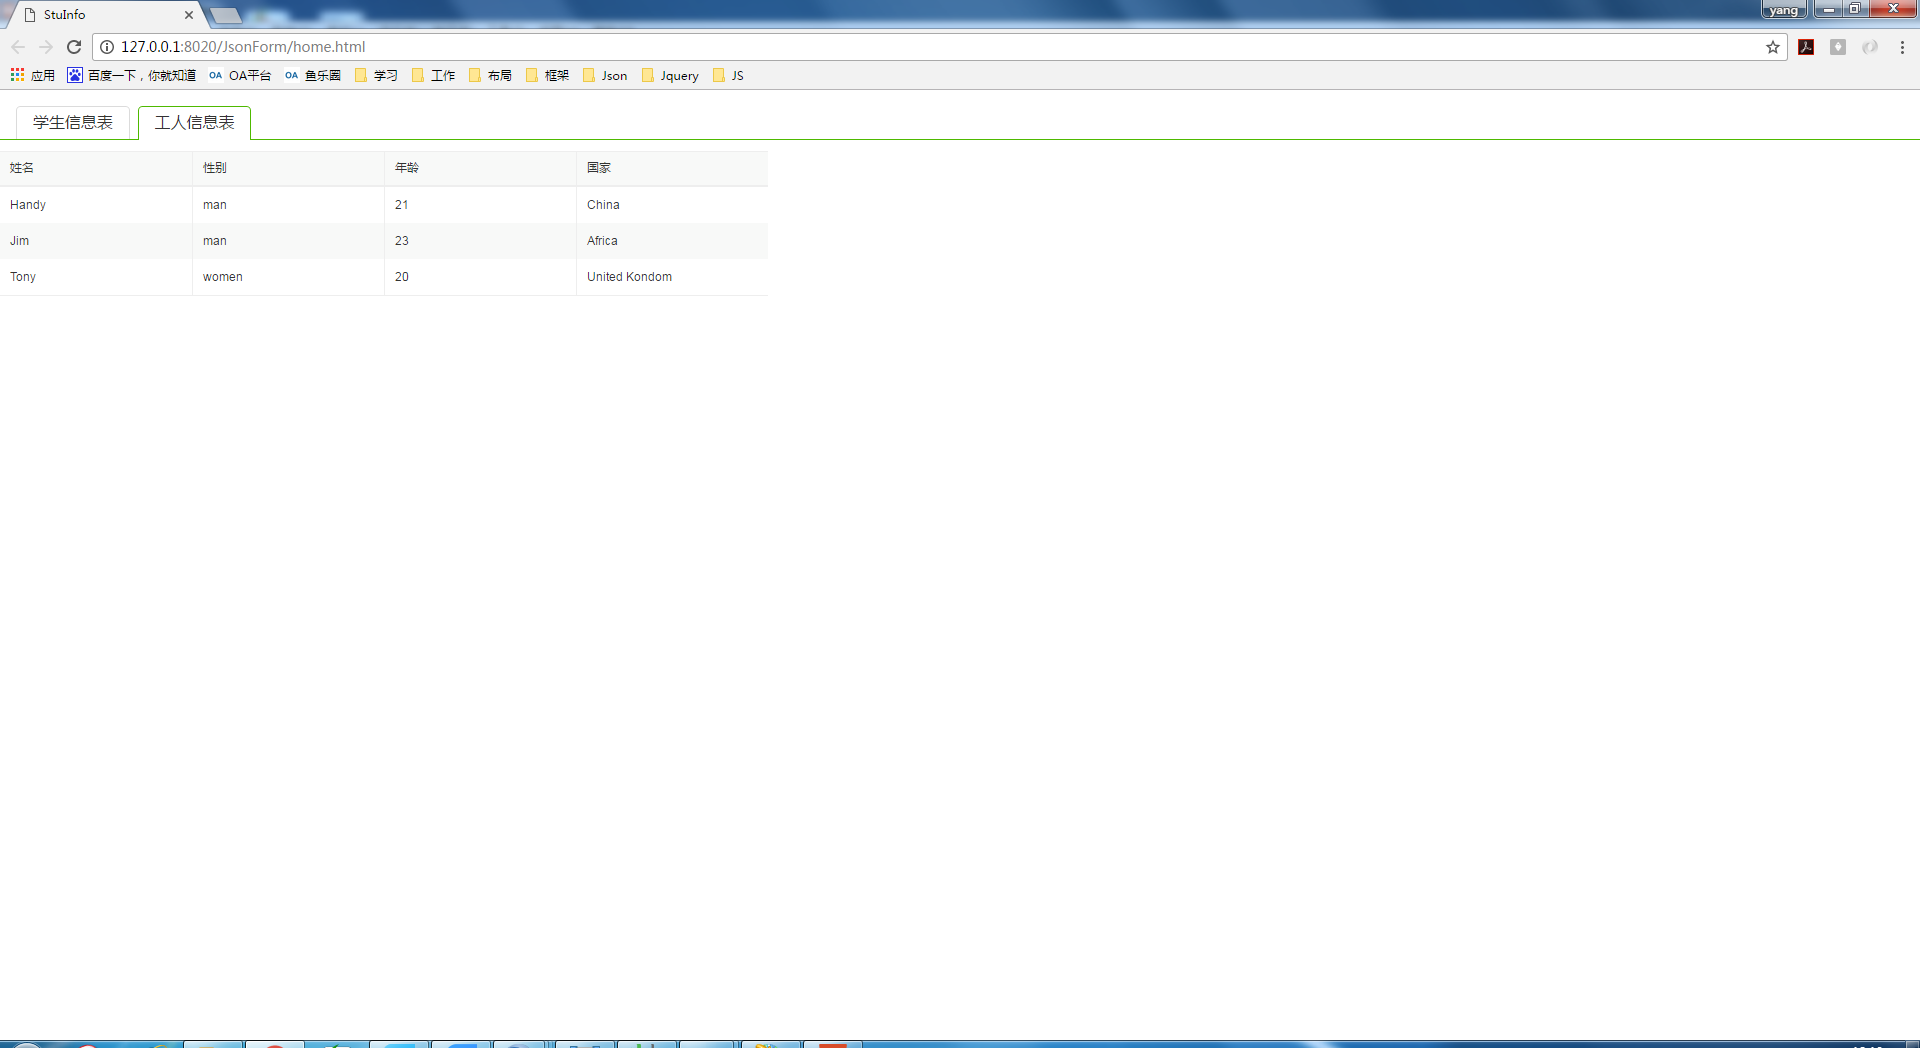 StuInfo
yang
127.0.0.1:8020/JsonForm/home.html
应用 百度一下，你就知道 OA OA平台 OA 鱼乐圈 学习 工作 布局 框架 Json Jquery JS
学生信息表 工人信息表
姓名 性别 年龄 国家
Handy man 21 China
Jim man 23 Africa
Tony women 20 United Kondom